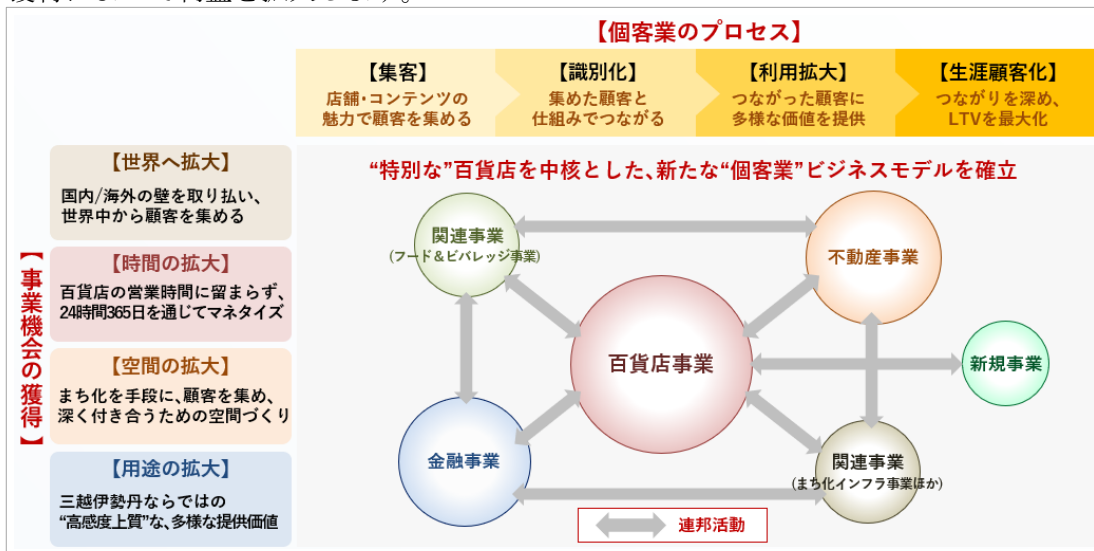 【個客業のプロセス】
【集客】
店舗・コンテンツの
魅力で顧客を集める
【識別化】
集めた顧客と
仕組みでつながる
【利用拡大】
つながった顧客に
多様な価値を提供
【生涯顧客化】
つながりを深め、
LTVを最大化
【事業機会の獲得】
【世界へ拡大】
国内/海外の壁を取り払い、
世界中から顧客を集める
【時間の拡大】
百貨店の営業時間に留まらず、
24時間365日を通じてマネタイズ
【空間の拡大】
まち化を手段に、顧客を集め、
深く付き合うための空間づくり
【用途の拡大】
三越伊勢丹ならではの
“高感度上質”な、多様な提供価値
“特別な”百貨店を中核とした、新たな“個客業”ビジネスモデルを確立
関連事業
(フード＆ビバレッジ事業)
不動産事業
百貨店事業
新規事業
金融事業
関連事業
(まち化インフラ事業ほか)
連邦活動